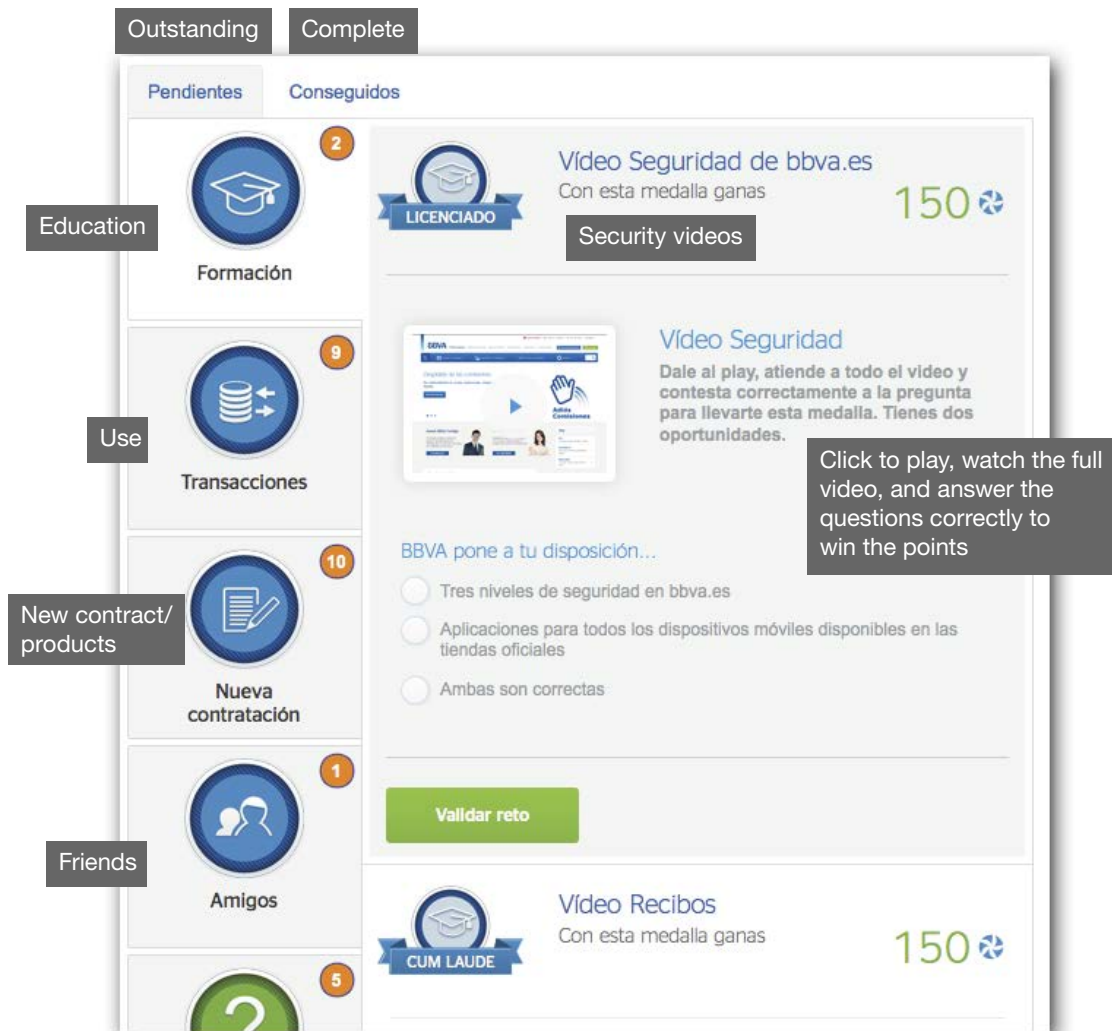 Outstanding
Complete
Pendientes
Conseguidos
2
Education
Formación
LICENCIADO
Vídeo Seguridad de bbva.es
Con esta medalla ganas
150
Security videos
9
Use
Transacciones
BBVA
Adiós
Comisiones
Vídeo Seguridad
Dale al play, atiende a todo el video y
contesta correctamente a la pregunta
para llevarte esta medalla. Tienes dos
oportunidades.
Click to play, watch the full
video, and answer the
questions correctly to
win the points
10
New contract/
products
Nueva
contratación
BBVA pone a tu disposición...
Tres niveles de seguridad en bbva.es
Aplicaciones para todos los dispositivos móviles disponibles en las
tiendas oficiales
Ambas son correctas
Validar reto
1
Friends
Amigos
CUM LAUDE
Vídeo Recibos
Con esta medalla ganas
150
5
?